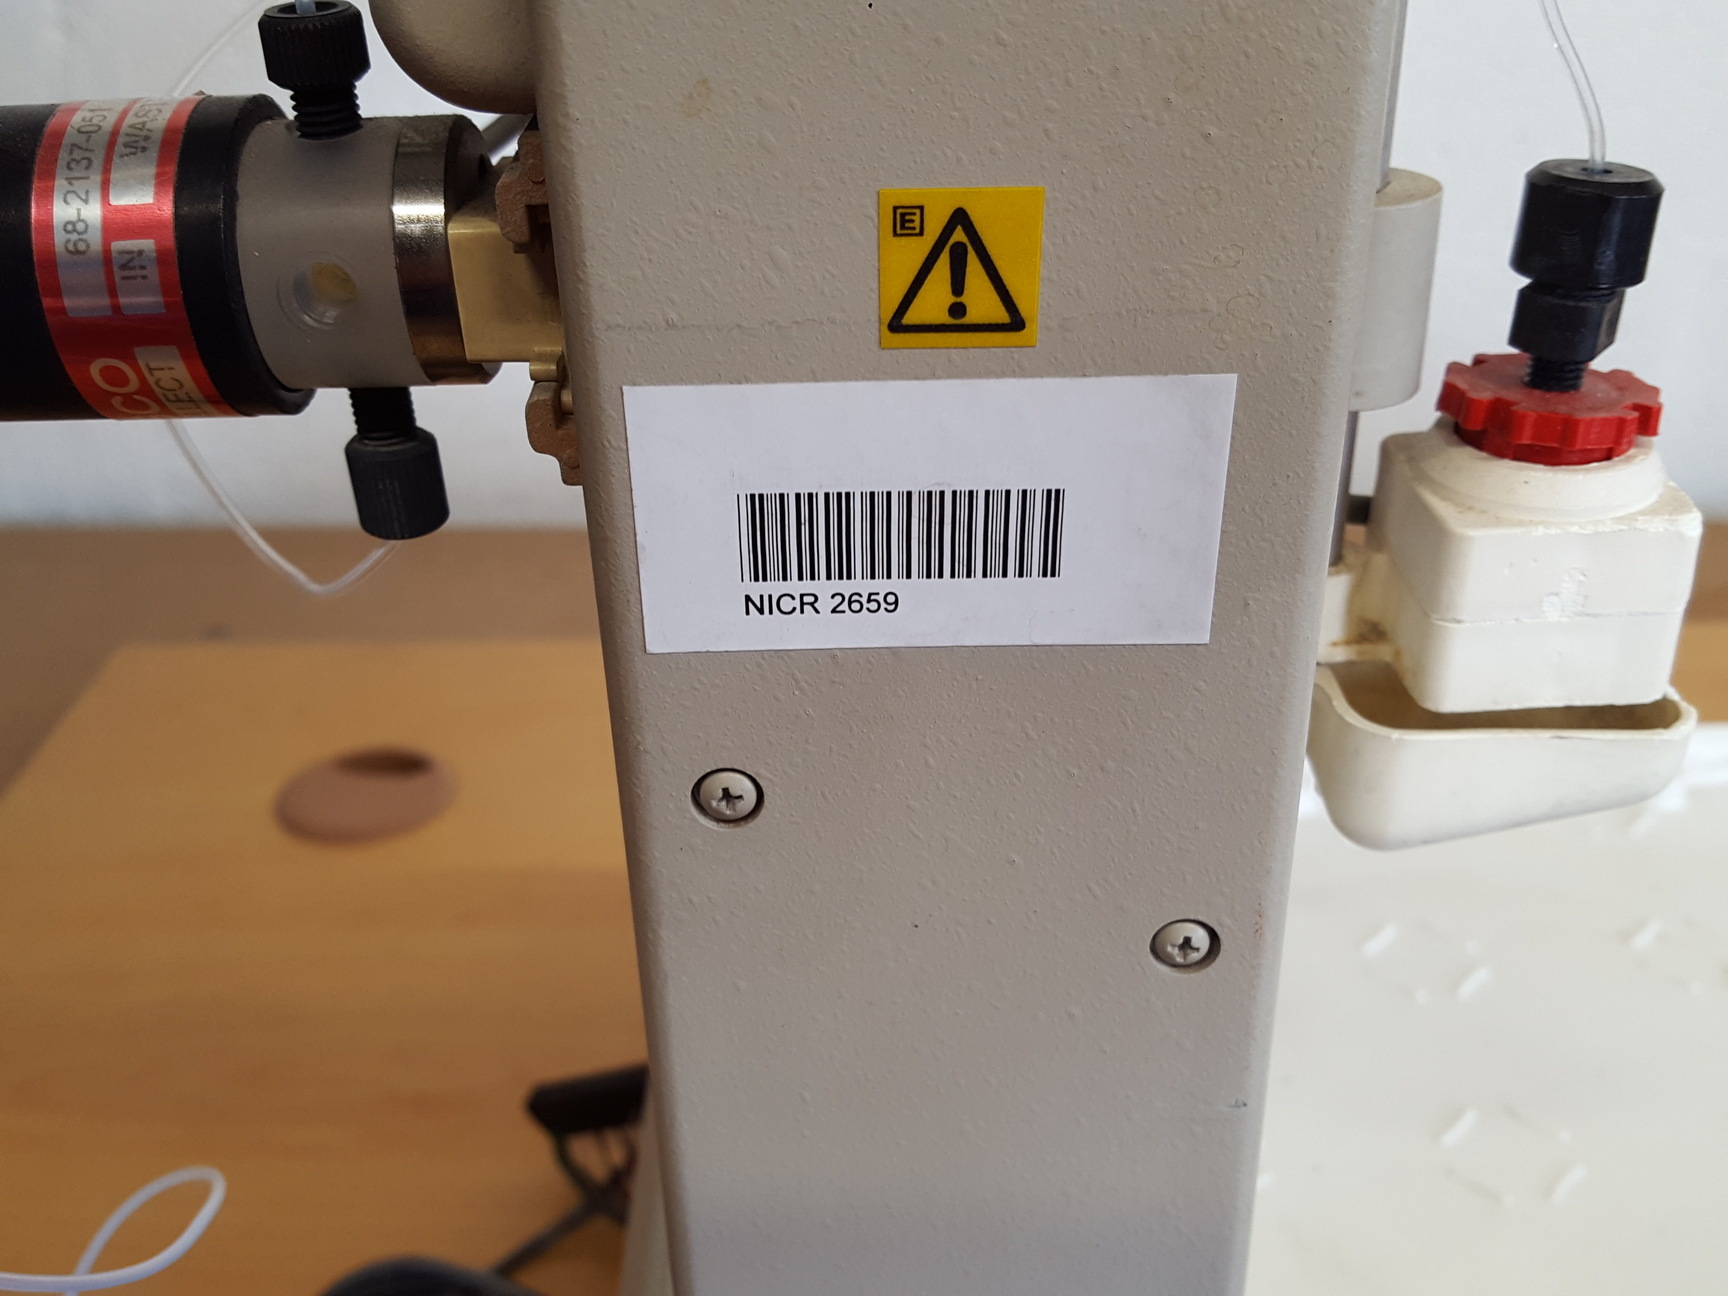 68-2137-051
IN WAST
CO
LECT
E
!
NICR 2659